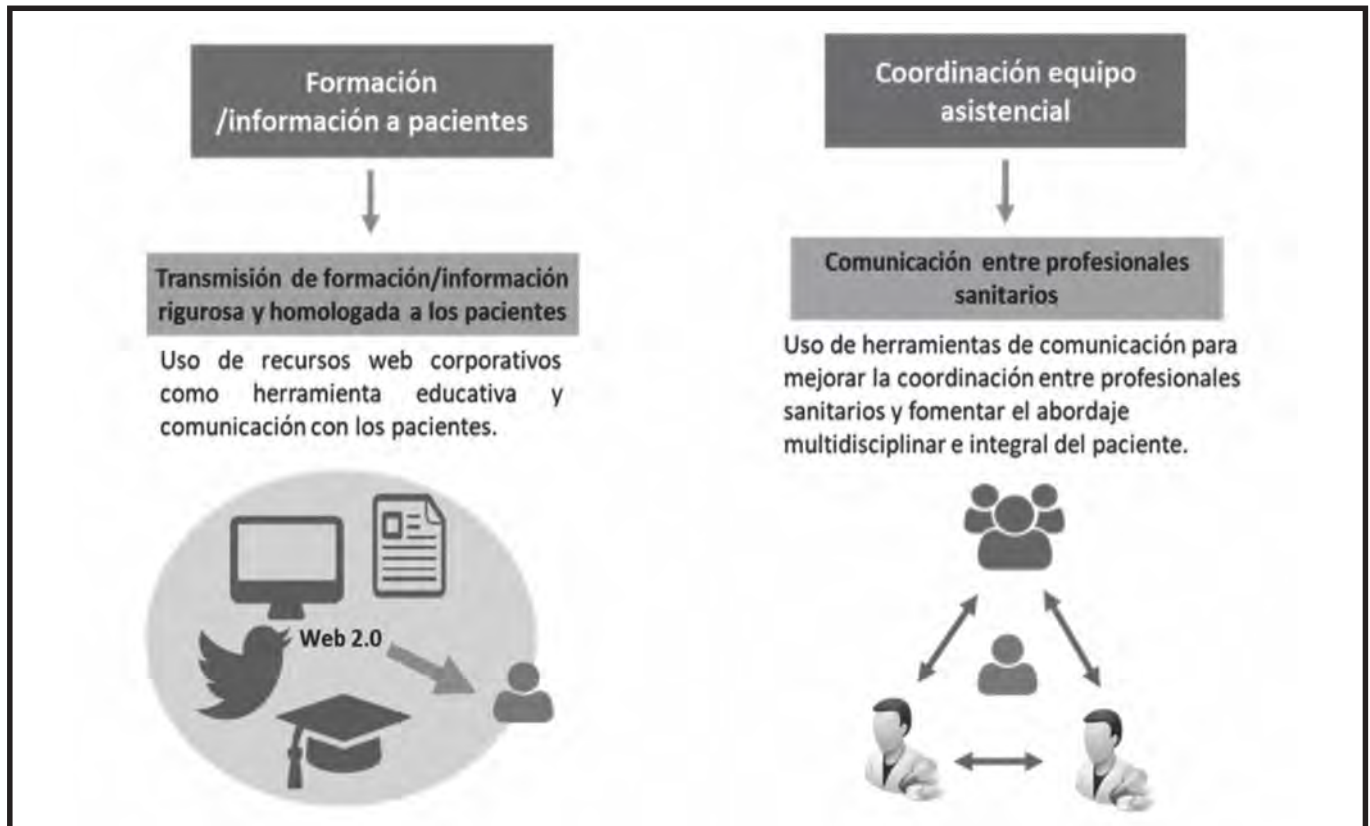 Formación
/información a pacientes
Transmisión de formación/información
rigurosa y homologada a los pacientes
Uso de recursos web corporativos
como herramienta educativa y
comunicación con los pacientes.
Web 2.0
Coordinación equipo
asistencial
Comunicación entre profesionales
sanitarios
Uso de herramientas de comunicación para
mejorar la coordinación entre profesionales
sanitarios y fomentar el abordaje
multidisciplinar e integral del paciente.